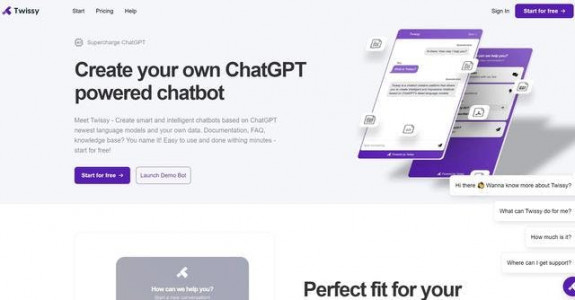 Twissy
Start Pricing Help
Sign In
Start for free →
Supercharge ChatGPT
Create your own ChatGPT
powered chatbot
Meet Twissy - Create smart and intelligent chatbots based on ChatGPT
newest language models and your own data. Documentation, FAQ,
knowledge base? You name it! Easy to use and done withing minutes -
start for free!
Start for free →
Launch Demo Bot
Twissy
Hi there 👋 Wanna know more about Twissy?
What can Twissy do for me?
How much is it?
Where can I get support?
How can we help you?
Start a new conversation
Perfect fit for your